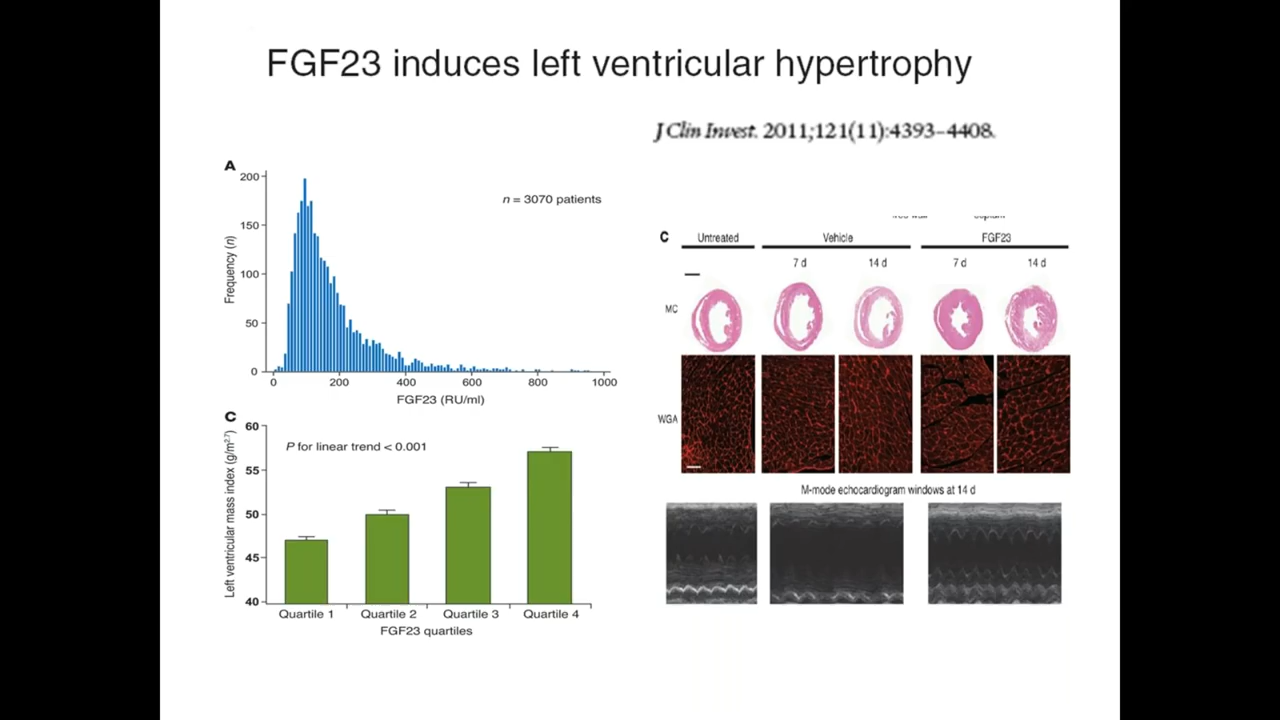 FGF23 induces left ventricular hypertrophy
J Clin Invest. 2011;121(11):4393–4408.
A
n = 3070 patients
Frequency (n)
200
150
100
50
0
0 200 400 600 800 1000
FGF23 (RU/ml)
C
P for linear trend < 0.001
Left ventricular mass index (g/m2.7)
60
55
50
45
40
Quartile 1 Quartile 2 Quartile 3 Quartile 4
FGF23 quartiles
C
Untreated Vehicle FGF23
7 d 14 d 7 d 14 d
MC
WGA
M-mode echocardiogram windows at 14 d